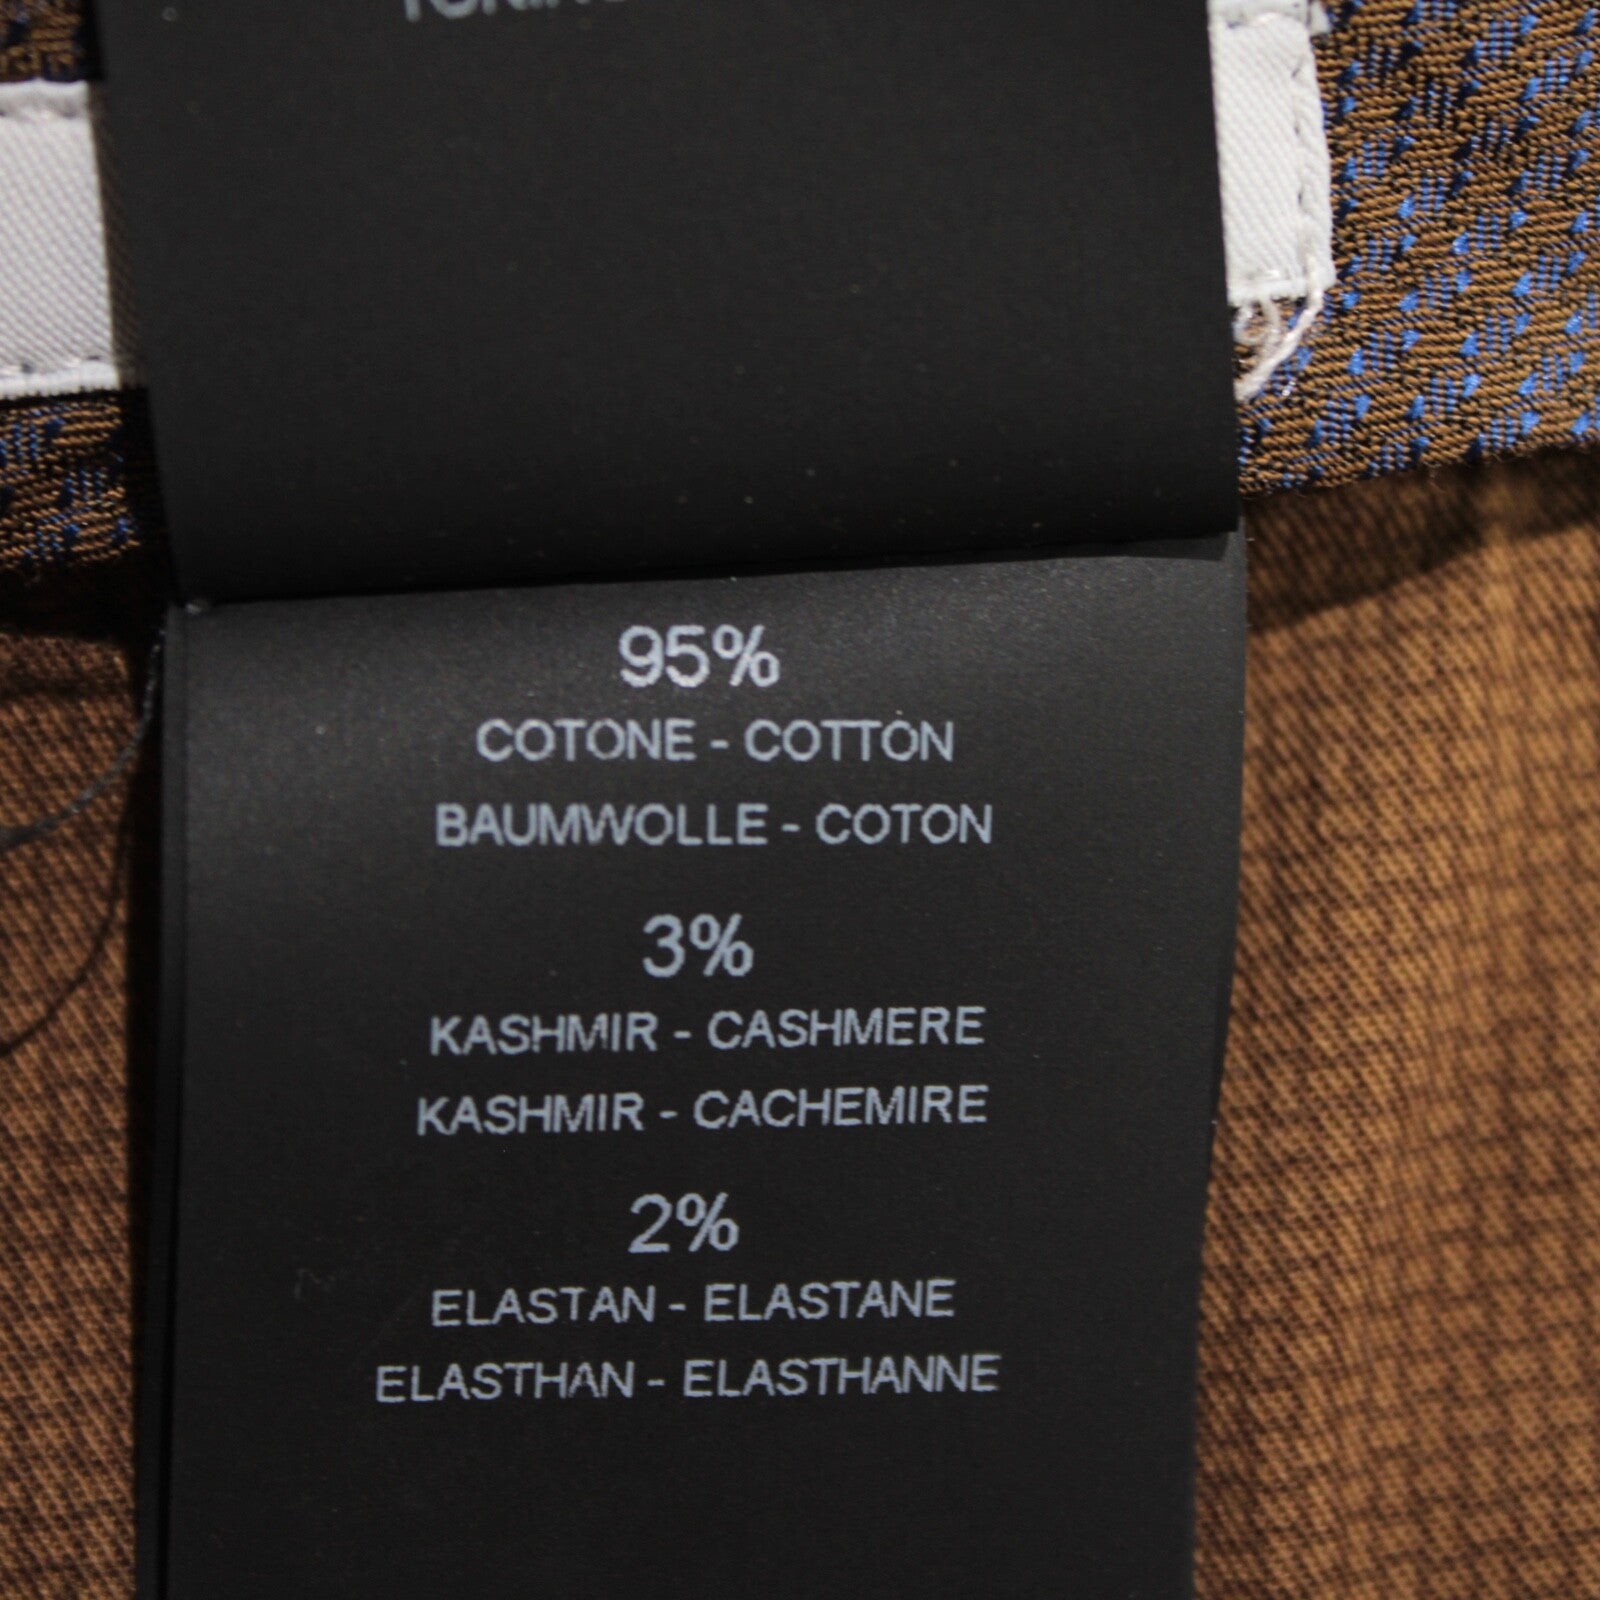 95%
COTONE - COTTON
BAUMWOLLE - COTON
3%
KASHMIR - CASHMERE
KASHMIR - CACHEMIRE
2%
ELASTAN - ELASTANE
ELASTHAN - ELASTHANNE